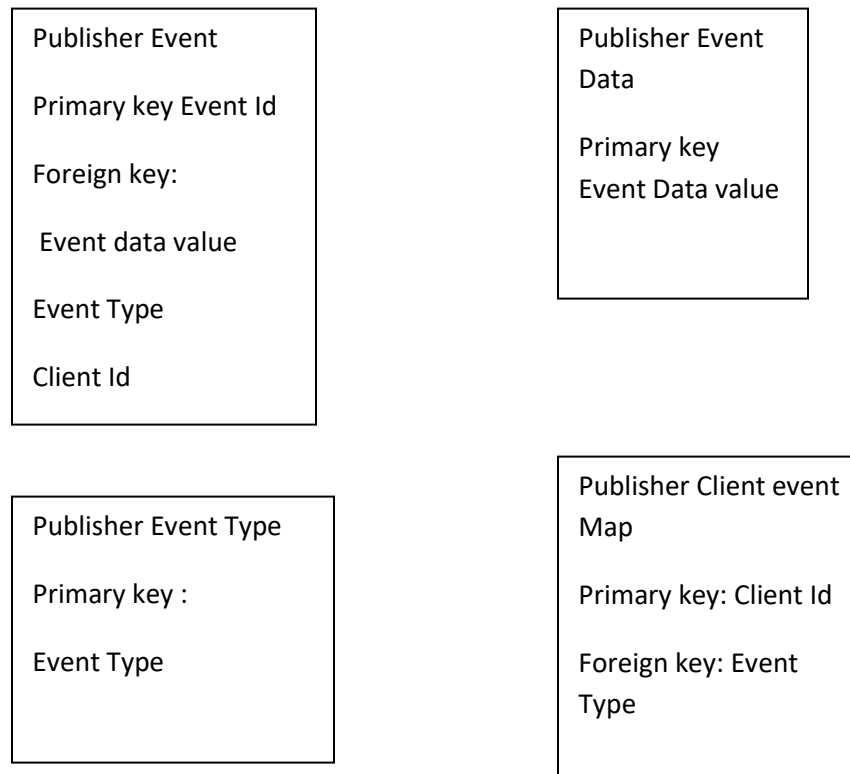 Publisher Event
Primary key Event Id
Foreign key:
Event data value
Event Type
Client Id
Publisher Event
Data
Primary key
Event Data value
Publisher Event Type
Primary key :
Event Type
Publisher Client event
Map
Primary key: Client Id
Foreign key: Event
Type